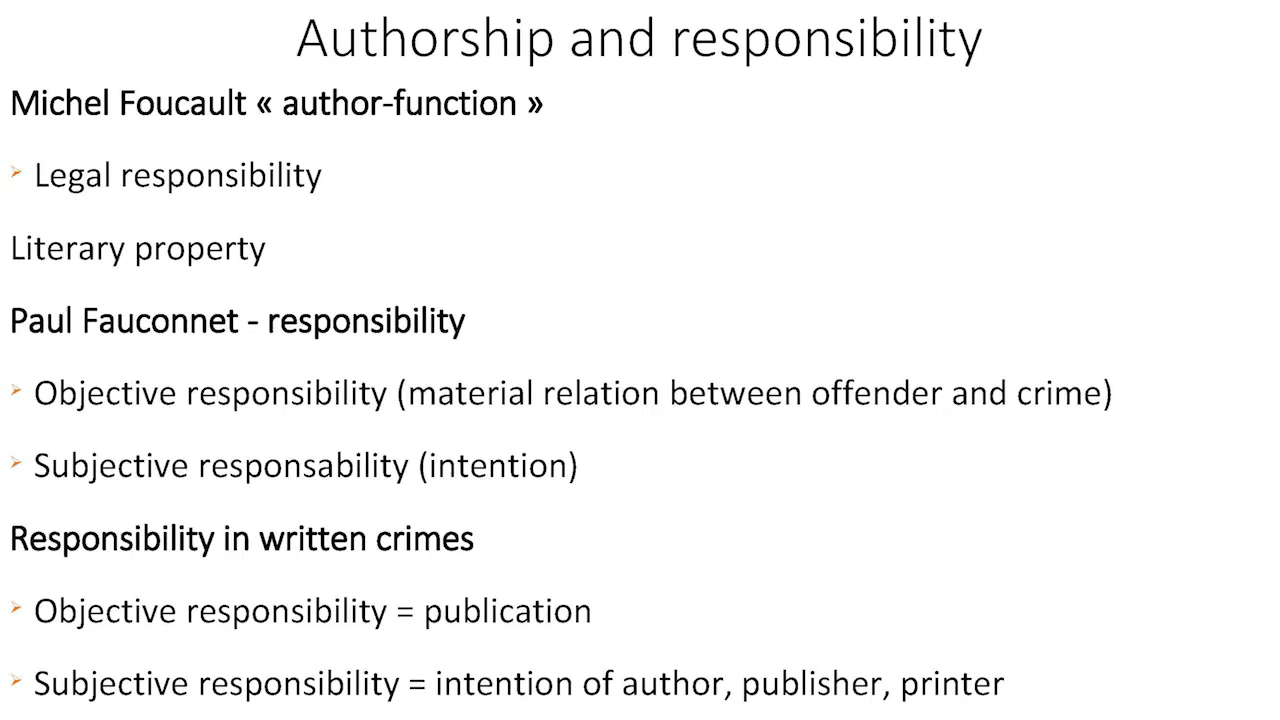 Authorship and responsibility
Michel Foucault « author-function »
➢ Legal responsibility
Literary property
Paul Fauconnet - responsibility
➢ Objective responsibility (material relation between offender and crime)
➢ Subjective responsability (intention)
Responsibility in written crimes
➢ Objective responsibility = publication
➢ Subjective responsibility = intention of author, publisher, printer